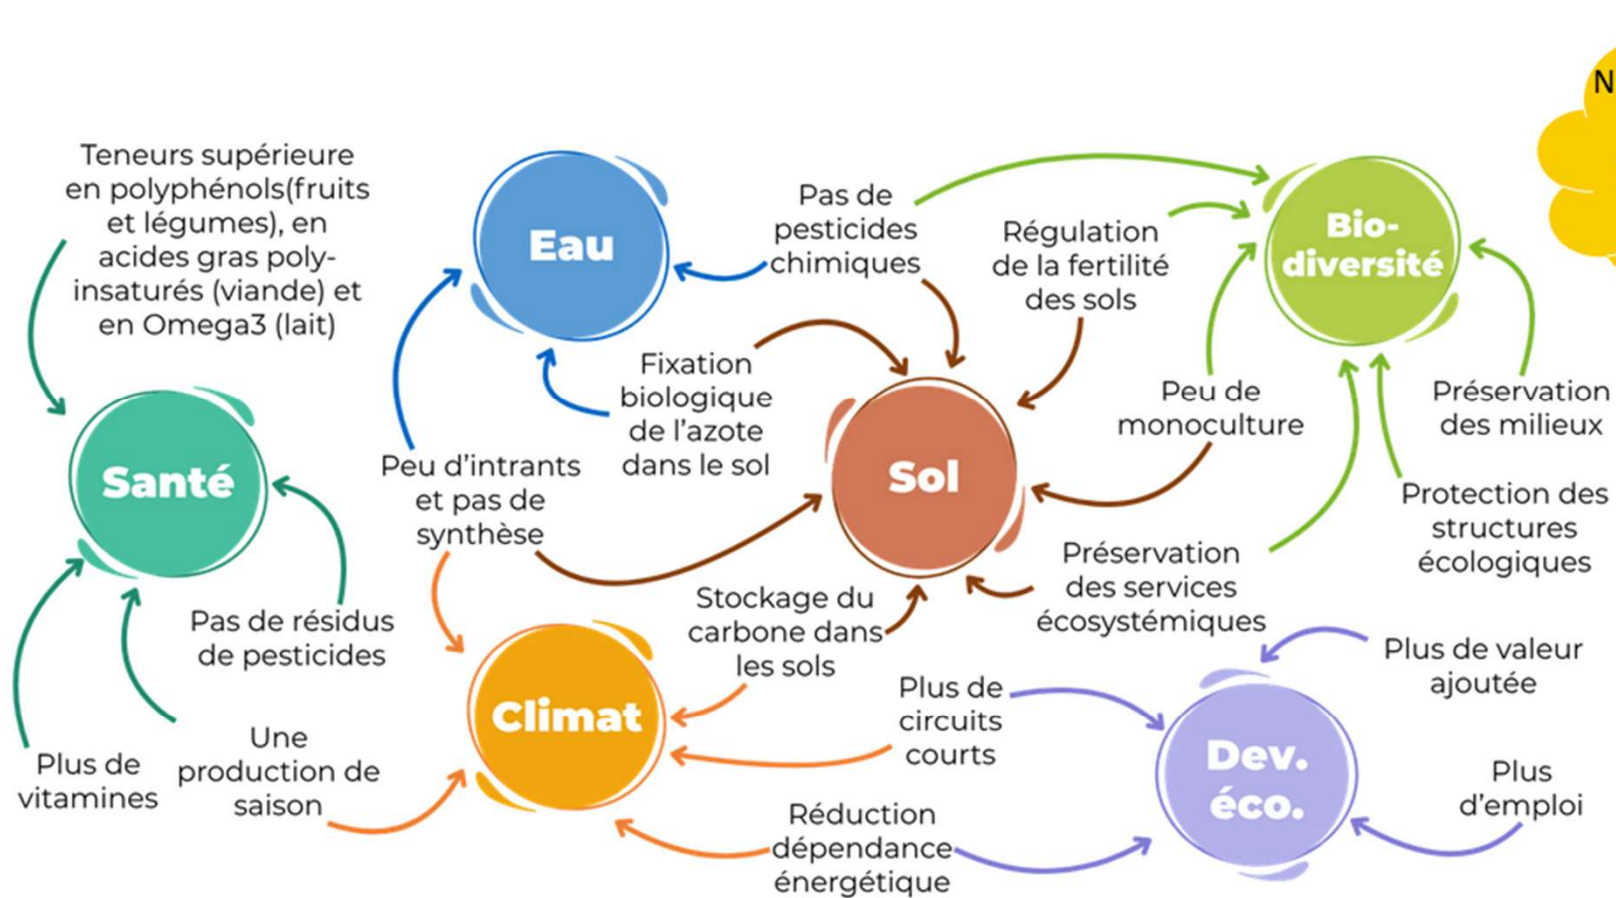 N
Teneurs supérieure
en polyphénols(fruits
et légumes), en
acides gras poly-
insaturés (viande) et
en Omega3 (lait)
Eau
Pas de
pesticides
chimiques
Régulation
de la fertilité
des sols
Bio-
diversité
Fixation
biologique
de l'azote
dans le sol
Peu de
monoculture
Préservation
des milieux
Santé
Peu d'intrants
et pas de
synthèse
Sol
Protection des
structures
écologiques
Préservation
des services
écosystémiques
Pas de résidus
de pesticides
Stockage du
carbone dans
les sols
Plus de valeur
ajoutée
Climat
Plus de
circuits
courts
Dev.
éco.
Plus de
vitamines
Une
production de
saison
Plus
d'emploi
Réduction
dépendance
énergétique